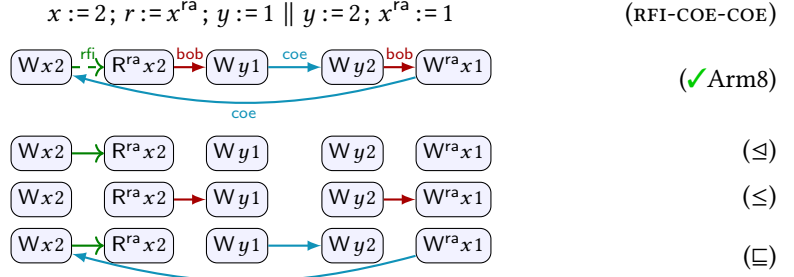 x := 2; r := x^ra; y := 1 ∥ y := 2; x^ra := 1 (RFI-COE-COE)
rfi bob coe bob
Wx2 R^ra x2 Wy1 Wy2 W^ra x1 (✓Arm8)
coe
Wx2 R^ra x2 Wy1 Wy2 W^ra x1 (⊴)
Wx2 R^ra x2 Wy1 Wy2 W^ra x1 (≤)
Wx2 R^ra x2 Wy1 Wy2 W^ra x1 (⊑)